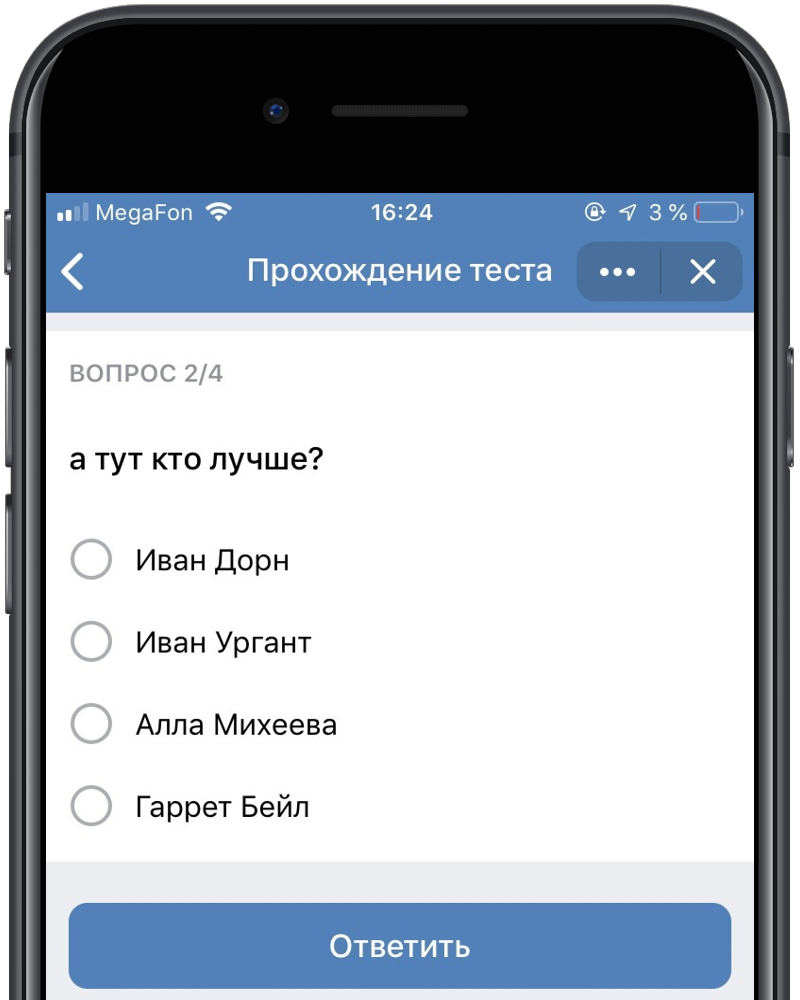 MegaFon 16:24 3 %
Прохождение теста
ВОПРОС 2/4
а тут кто лучше?
Иван Дорн
Иван Ургант
Алла Михеева
Гаррет Бейл
Ответить